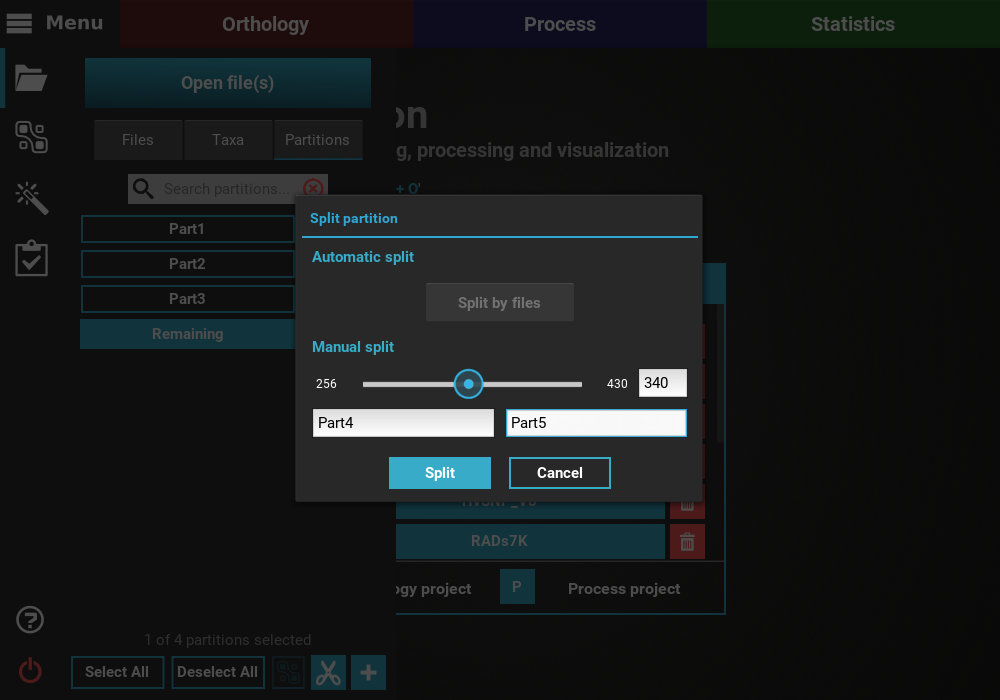 Menu
Orthology
Process
Statistics
Open file(s)
Files
Taxa
Partitions
on
g, processing and visualization
Search partitions...
+ O'
Part1
Part2
Part3
Remaining
Split partition
Automatic split
Split by files
Manual split
256
430
340
Part4
Part5
Split
Cancel
RADs7K
ogy project
P
Process project
1 of 4 partitions selected
Select All
Deselect All